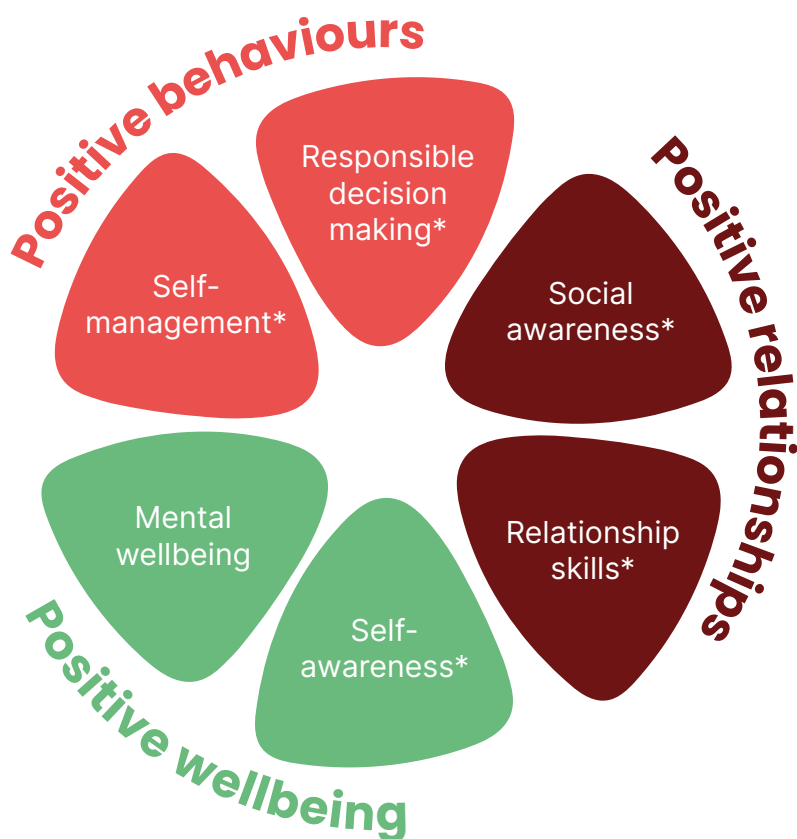 Positive behaviours
Responsible
decision
making*
Self-
management*
Positive relationships
Social
awareness*
Relationship
skills*
Mental
wellbeing
Self-
awareness*
Positive wellbeing